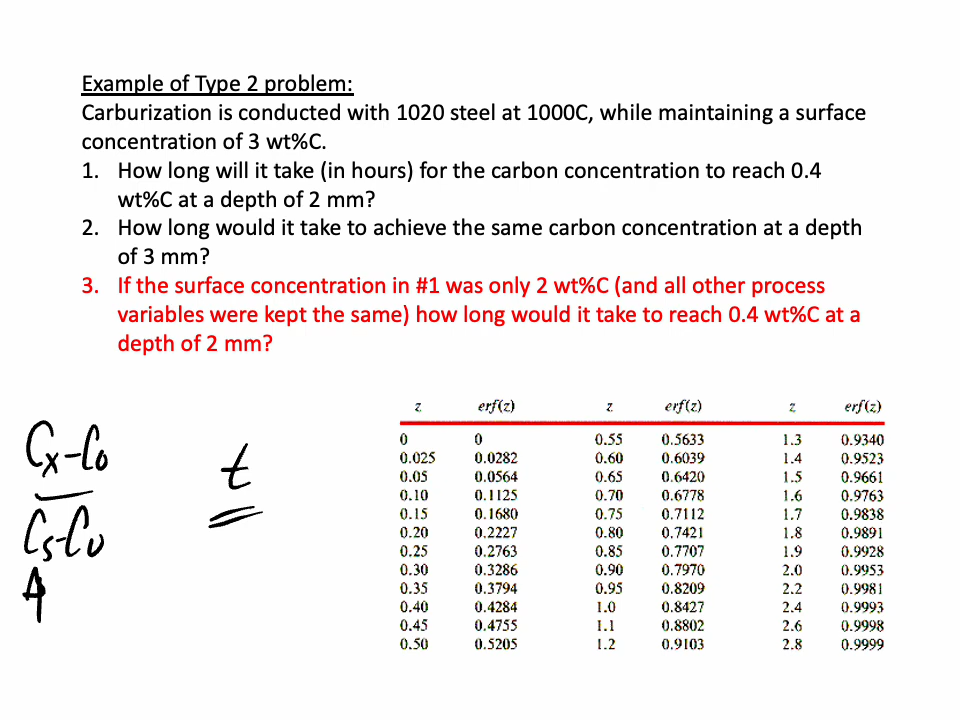 Example of Type 2 problem:
Carburization is conducted with 1020 steel at 1000C, while maintaining a surface
concentration of 3 wt%C.
1. How long will it take (in hours) for the carbon concentration to reach 0.4
wt%C at a depth of 2 mm?
2. How long would it take to achieve the same carbon concentration at a depth
of 3 mm?
3. If the surface concentration in #1 was only 2 wt%C (and all other process
variables were kept the same) how long would it take to reach 0.4 wt%C at a
depth of 2 mm?
Cx-Co
Cs-Co
t
z erf(z) z erf(z) z erf(z)
0 0 0.55 0.5633 1.3 0.9340
0.025 0.0282 0.60 0.6039 1.4 0.9523
0.05 0.0564 0.65 0.6420 1.5 0.9661
0.10 0.1125 0.70 0.6778 1.6 0.9763
0.15 0.1680 0.75 0.7112 1.7 0.9838
0.20 0.2227 0.80 0.7421 1.8 0.9891
0.25 0.2763 0.85 0.7707 1.9 0.9928
0.30 0.3286 0.90 0.7970 2.0 0.9953
0.35 0.3794 0.95 0.8209 2.2 0.9981
0.40 0.4284 1.0 0.8427 2.4 0.9993
0.45 0.4755 1.1 0.8802 2.6 0.9998
0.50 0.5205 1.2 0.9103 2.8 0.9999